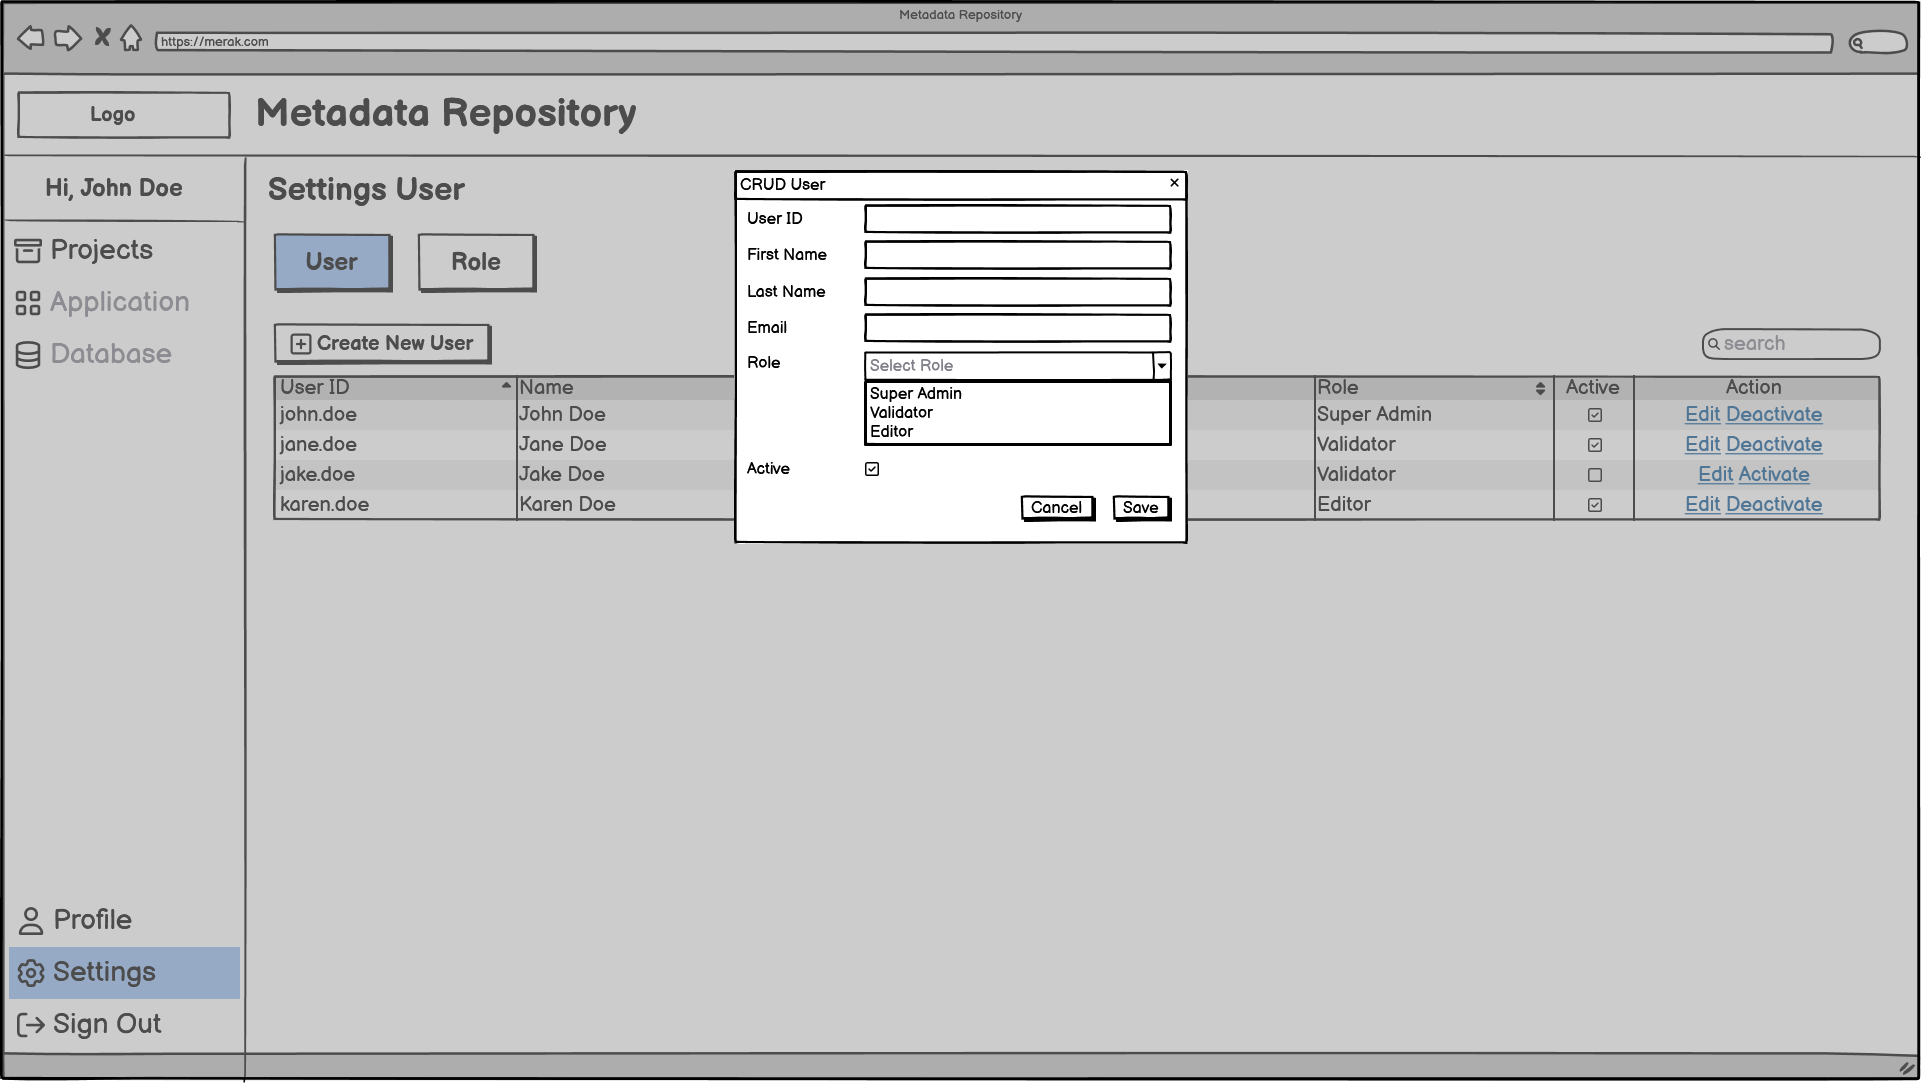 Metadata Repository
https://merak.com
Logo
Metadata Repository
Hi, John Doe
Projects
Application
Database
Profile
Settings
Sign Out
Settings User
User Role
Create New User
search
User ID Name Role Active Action
john.doe John Doe Super Admin Edit Deactivate
jane.doe Jane Doe Validator Edit Deactivate
jake.doe Jake Doe Validator Edit Activate
karen.doe Karen Doe Editor Edit Deactivate
CRUD User
User ID
First Name
Last Name
Email
Role Select Role
Super Admin
Validator
Editor
Active
Cancel Save